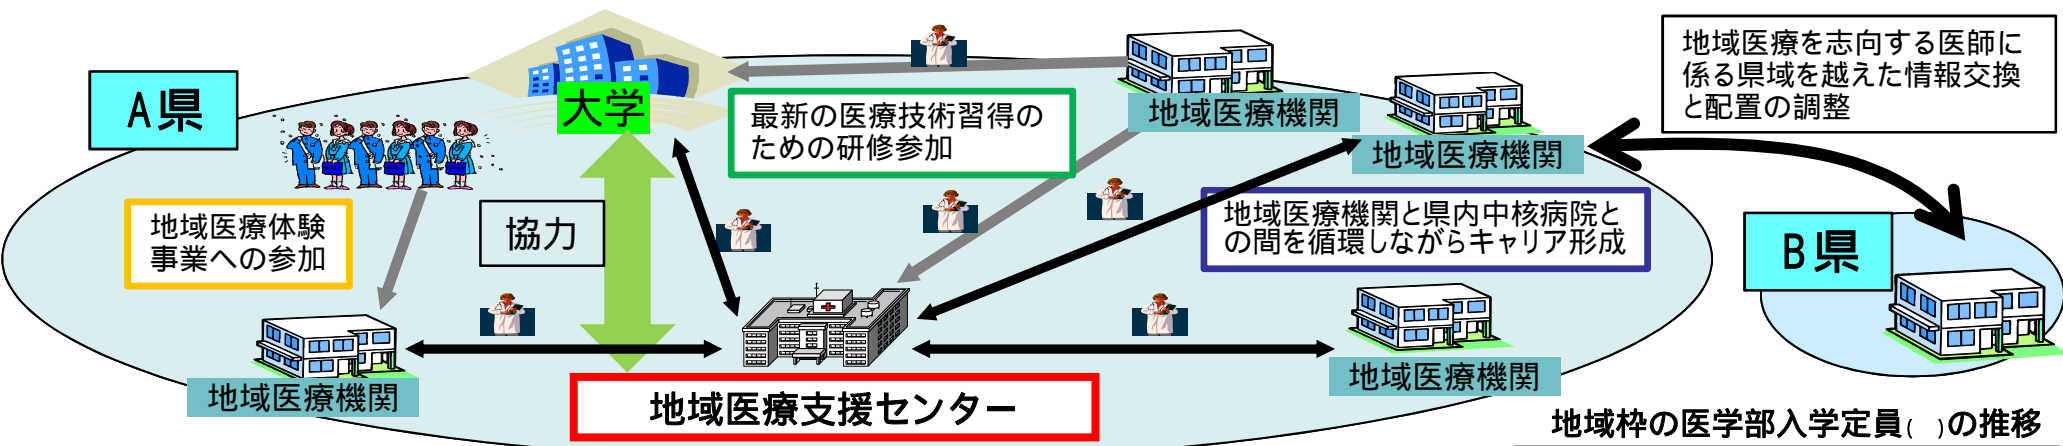 A県
大学
最新の医療技術習得の
ための研修参加
地域医療機関
地域医療機関
地域医療を志向する医師に
係る県域を越えた情報交換
と配置の調整
地域医療体験
事業への参加
協力
地域医療機関と県内中核病院と
の間を循環しながらキャリア形成
B県
地域医療機関
地域医療支援センター
地域医療機関
地域枠の医学部入学定員( )の推移